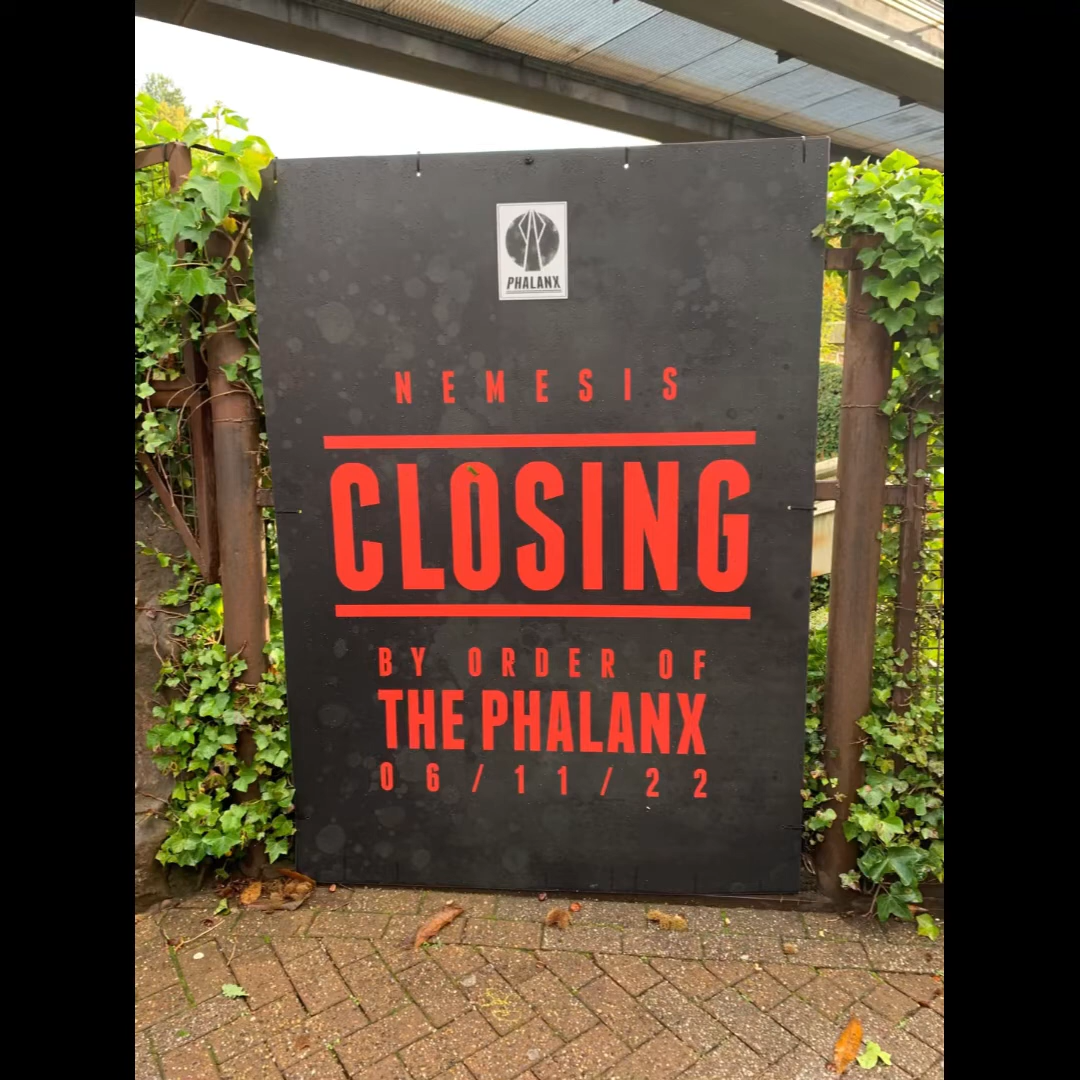 PHALANX
NEMESIS
CLOSING
BY ORDER OF
THE PHALANX
06/11/22